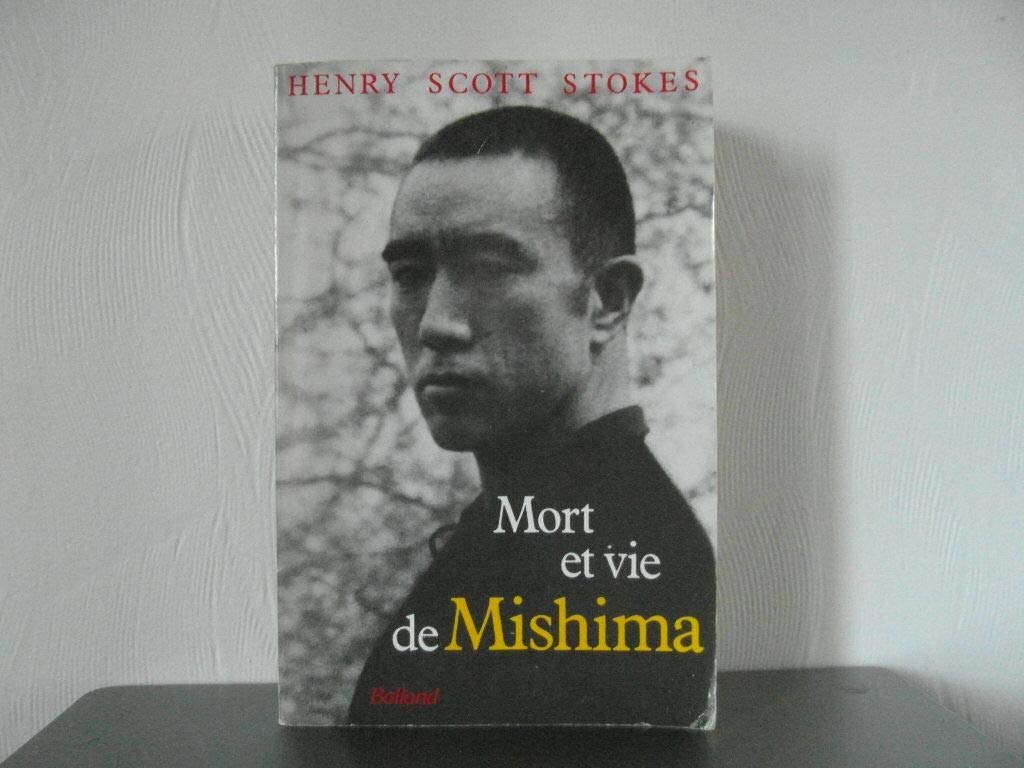 HENRY SCOTT STOKES
Mort
et vie
de Mishima
Balland